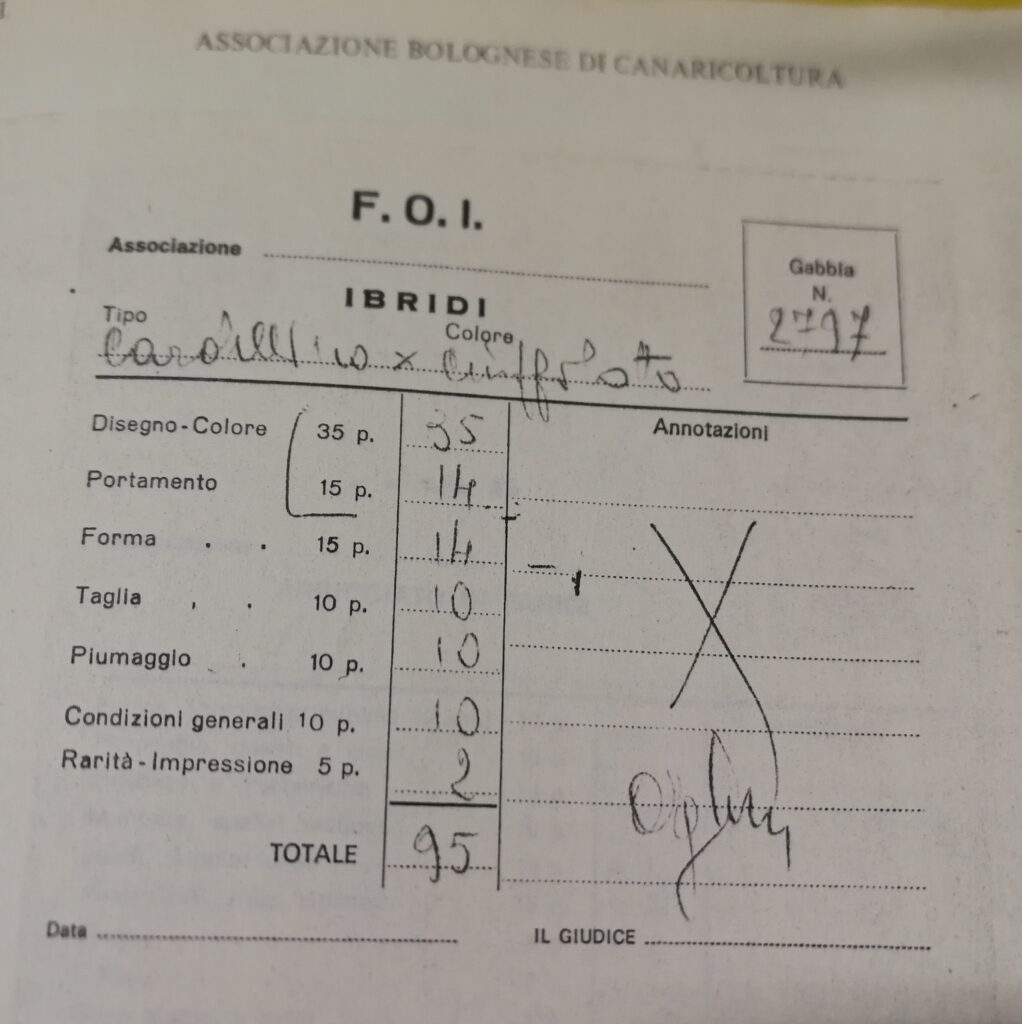 ASSOCIAZIONE BOLOGNESE DI CANARICOLTURA
F. O. I.
Associazione
Gabbia
N.
2797
IBRIDI
Tipo
Colore
Cardellino x Ciuffolotto
Annotazioni
Disegno-Colore 35 p. 35
Portamento 15 p. 14
Forma . . 15 p. 14
Taglia , . 10 p. 10
Piumaggio . . 10 p. 10
Condizioni generali 10 p. 10
Rarità-Impressione 5 p. 2
TOTALE 95
Data
IL GIUDICE